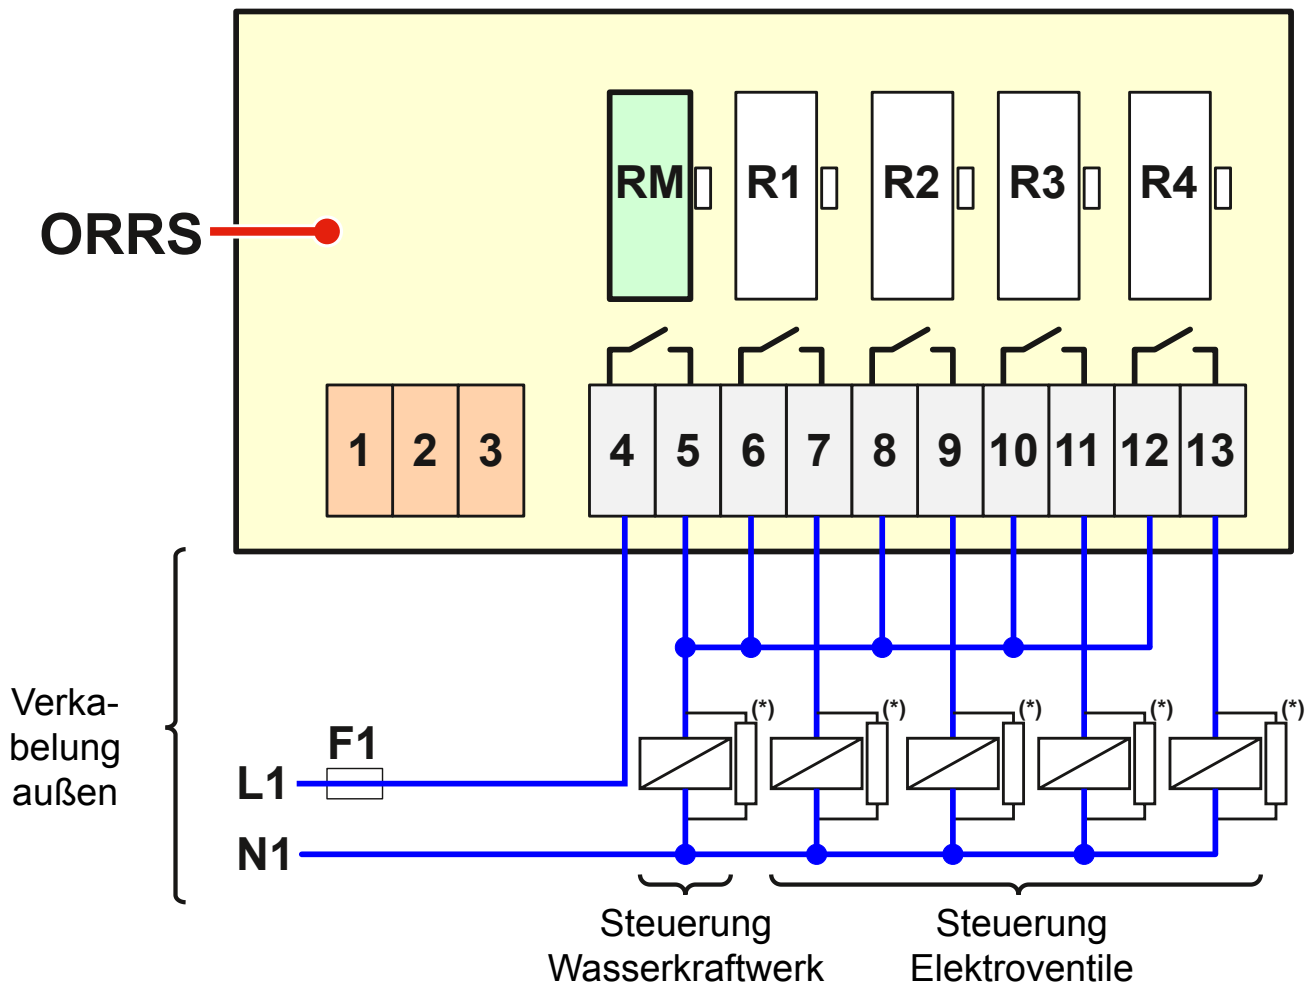 RM R1 R2 R3 R4
ORRS
1 2 3 4 5 6 7 8 9 10 11 12 13
Verka-
belung
außen
(*) (*) (*) (*) (*)
F1
L1
N1
Steuerung
Wasserkraftwerk
Steuerung
Elektroventile